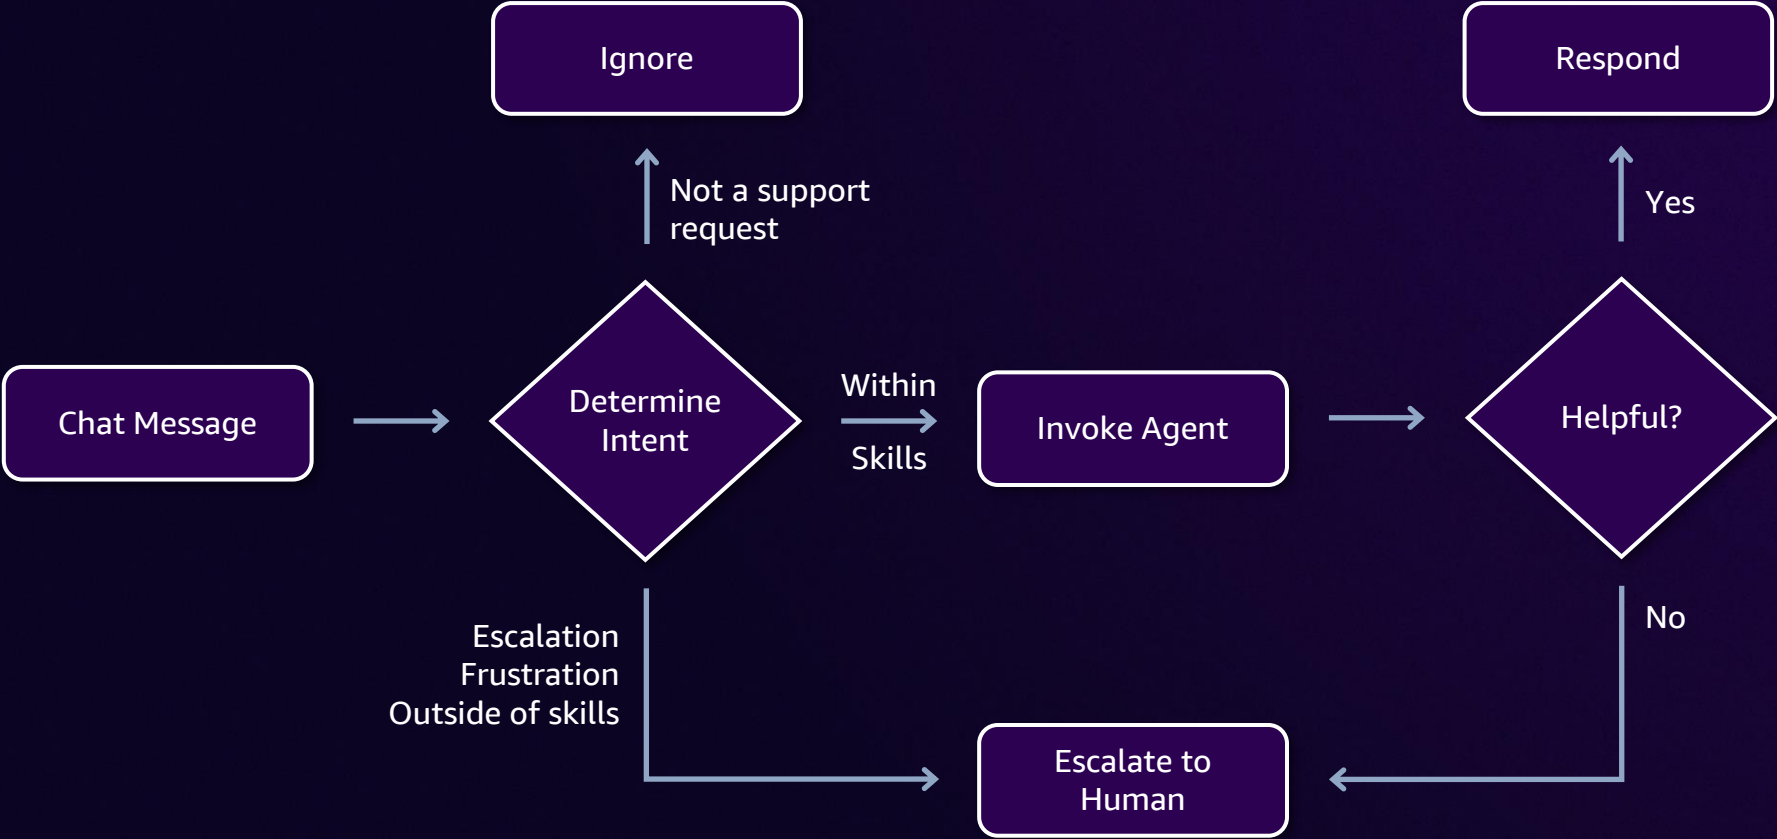 Ignore
Respond
Not a support
request
Yes
Chat Message
Determine
Intent
Within
Skills
Invoke Agent
Helpful?
Escalation
Frustration
Outside of skills
No
Escalate to
Human